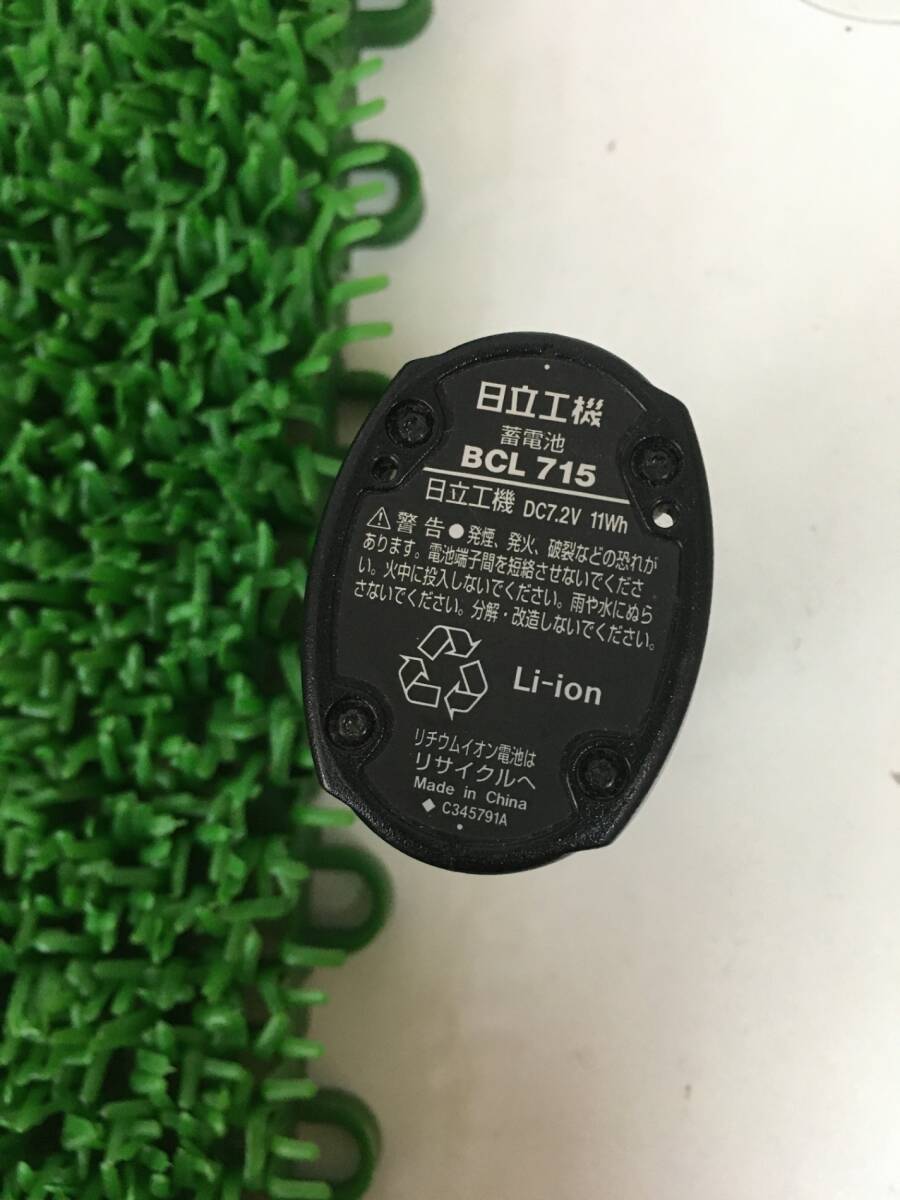 日立工機
蓄電池
BCL 715
日立工機 DC7.2V 11Wh
⚠警告●発煙、発火、破裂などの恐れが
あります。電池端子間を短絡させないでくださ
い。火中に投入しないでください。雨や水にぬら
さないでください。分解・改造しないでください。
Li-ion
リチウムイオン電池は
リサイクルへ
Made in China
◆ C345791A